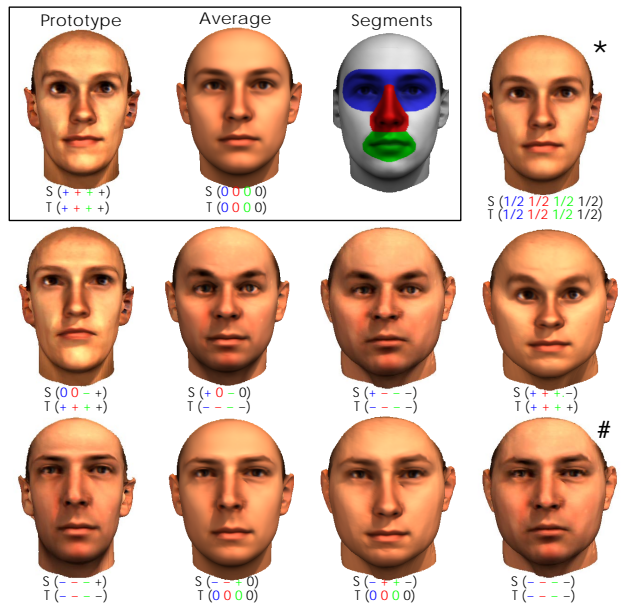 Prototype Average Segments
*
S (+ + + +) S (0 0 0 0) S (1/2 1/2 1/2 1/2)
T (+ + + +) T (0 0 0 0) T (1/2 1/2 1/2 1/2)
S (0 0 − +) S (+ 0 − 0) S (+ − − −) S (+ + + −)
T (+ + + +) T (− − − −) T (− − − −) T (+ + + +)
#
S (− − − +) S (− − 0 0) S (− + + −) S (− − − −)
T (− − − −) T (0 0 0 0) T (0 0 0 0) T (− − − −)